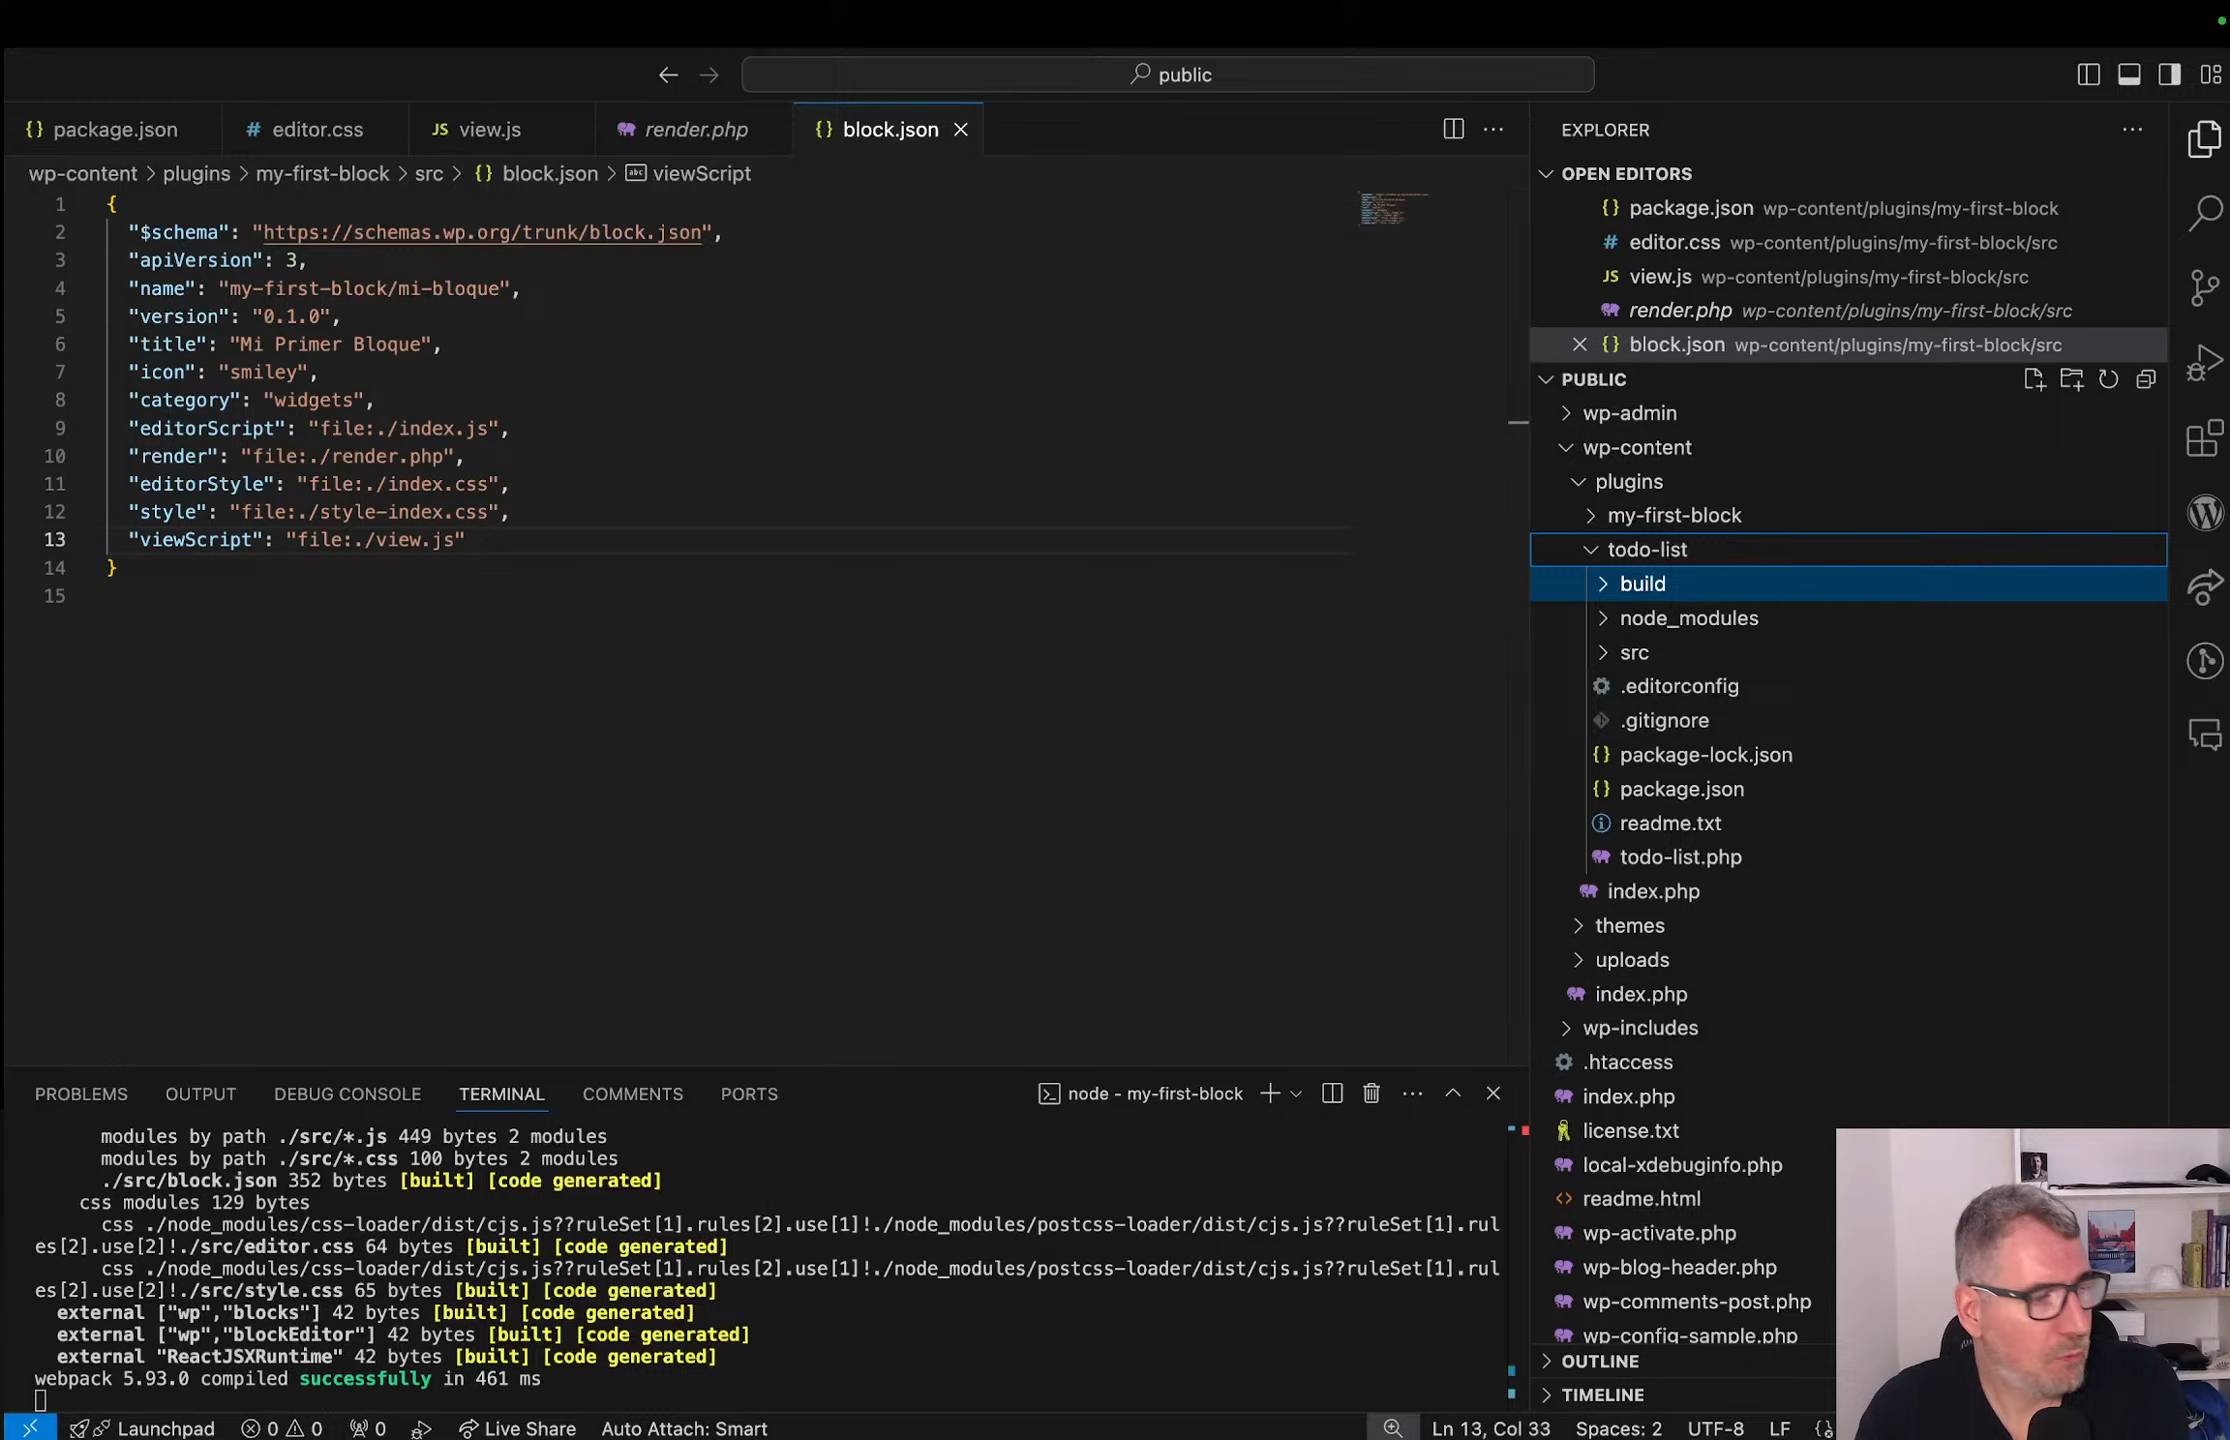 public
package.json
editor.css
view.js
render.php
block.json
wp-content > plugins > my-first-block > src > {} block.json > viewScript
1 {
2 "$schema": "https://schemas.wp.org/trunk/block.json",
3 "apiVersion": 3,
4 "name": "my-first-block/mi-bloque",
5 "version": "0.1.0",
6 "title": "Mi Primer Bloque",
7 "icon": "smiley",
8 "category": "widgets",
9 "editorScript": "file:./index.js",
10 "render": "file:./render.php",
11 "editorStyle": "file:./index.css",
12 "style": "file:./style-index.css",
13 "viewScript": "file:./view.js"
14 }
15
PROBLEMS OUTPUT DEBUG CONSOLE TERMINAL COMMENTS PORTS
node - my-first-block
modules by path ./src/*.js 449 bytes 2 modules
modules by path ./src/*.css 100 bytes 2 modules
./src/block.json 352 bytes [built] [code generated]
css modules 129 bytes
css ./node_modules/css-loader/dist/cjs.js??ruleSet[1].rules[2].use[1]!./node_modules/postcss-loader/dist/cjs.js??ruleSet[1].rul
es[2].use[2]!./src/editor.css 64 bytes [built] [code generated]
css ./node_modules/css-loader/dist/cjs.js??ruleSet[1].rules[2].use[1]!./node_modules/postcss-loader/dist/cjs.js??ruleSet[1].rul
es[2].use[2]!./src/style.css 65 bytes [built] [code generated]
external ["wp","blocks"] 42 bytes [built] [code generated]
external ["wp","blockEditor"] 42 bytes [built] [code generated]
external "ReactJSXRuntime" 42 bytes [built] [code generated]
webpack 5.93.0 compiled successfully in 461 ms
EXPLORER
OPEN EDITORS
package.json wp-content/plugins/my-first-block
editor.css wp-content/plugins/my-first-block/src
view.js wp-content/plugins/my-first-block/src
render.php wp-content/plugins/my-first-block/src
block.json wp-content/plugins/my-first-block/src
PUBLIC
wp-admin
wp-content
plugins
my-first-block
todo-list
build
node_modules
src
.editorconfig
.gitignore
package-lock.json
package.json
readme.txt
todo-list.php
index.php
themes
uploads
index.php
wp-includes
.htaccess
index.php
license.txt
local-xdebuginfo.php
readme.html
wp-activate.php
wp-blog-header.php
wp-comments-post.php
wp-config-sample.php
OUTLINE
TIMELINE
Launchpad 0 0 0 Live Share Auto Attach: Smart Ln 13, Col 33 Spaces: 2 UTF-8 LF